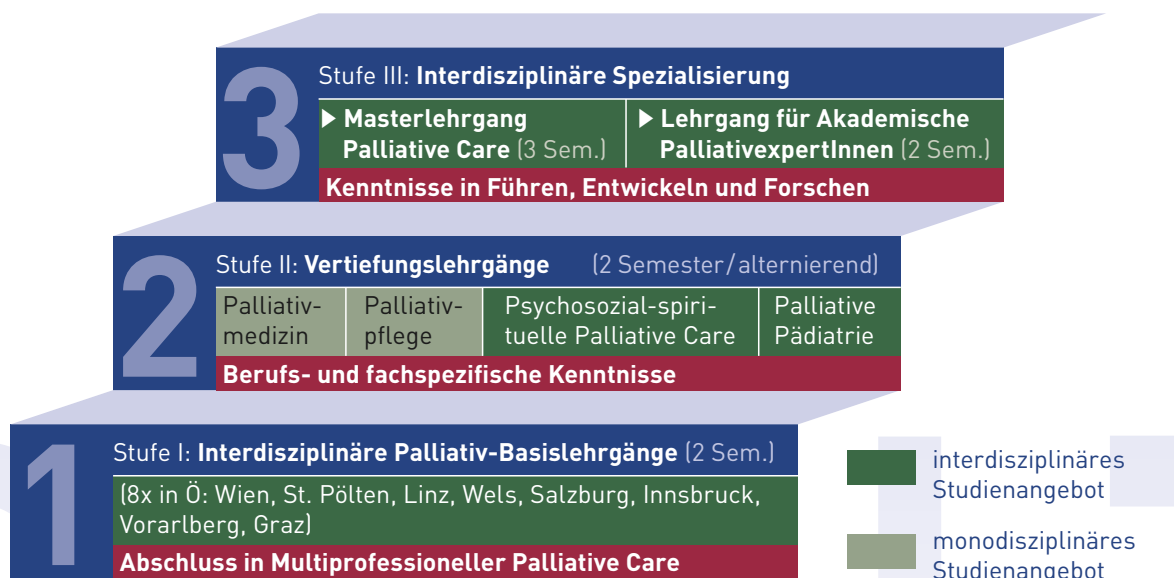 3
Stufe III: Interdisziplinäre Spezialisierung
▶ Masterlehrgang
Palliative Care (3 Sem.)
▶ Lehrgang für Akademische
PalliativexpertInnen (2 Sem.)
Kenntnisse in Führen, Entwickeln und Forschen
2
Stufe II: Vertiefungslehrgänge (2 Semester/alternierend)
Palliativ-
medizin
Palliativ-
pflege
Psychosozial-spiri-
tuelle Palliative Care
Palliative
Pädiatrie
Berufs- und fachspezifische Kenntnisse
1
Stufe I: Interdisziplinäre Palliativ-Basislehrgänge (2 Sem.)
(8x in Ö: Wien, St. Pölten, Linz, Wels, Salzburg, Innsbruck,
Vorarlberg, Graz)
Abschluss in Multiprofessioneller Palliative Care
interdisziplinäres
Studienangebot
monodisziplinäres
Studienangebot